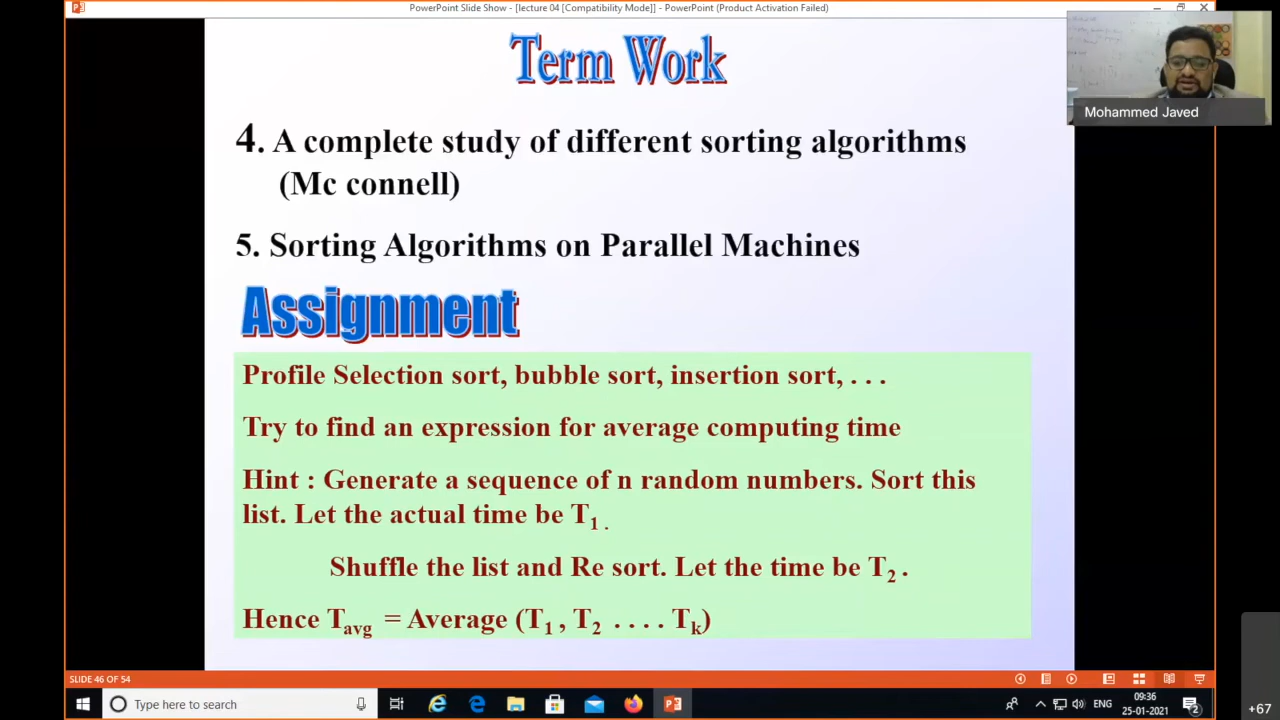 PowerPoint Slide Show - [lecture 04 [Compatibility Mode]] - PowerPoint (Product Activation Failed)
Term Work
Mohammed Javed
4. A complete study of different sorting algorithms
(Mc connell)
5. Sorting Algorithms on Parallel Machines
Assignment
Profile Selection sort, bubble sort, insertion sort, . . .
Try to find an expression for average computing time
Hint : Generate a sequence of n random numbers. Sort this
list. Let the actual time be T1 .
Shuffle the list and Re sort. Let the time be T2 .
Hence Tavg = Average (T1 , T2 . . . . Tk)
SLIDE 46 OF 54
Type here to search
ENG
09:36
25-01-2021
2
+67